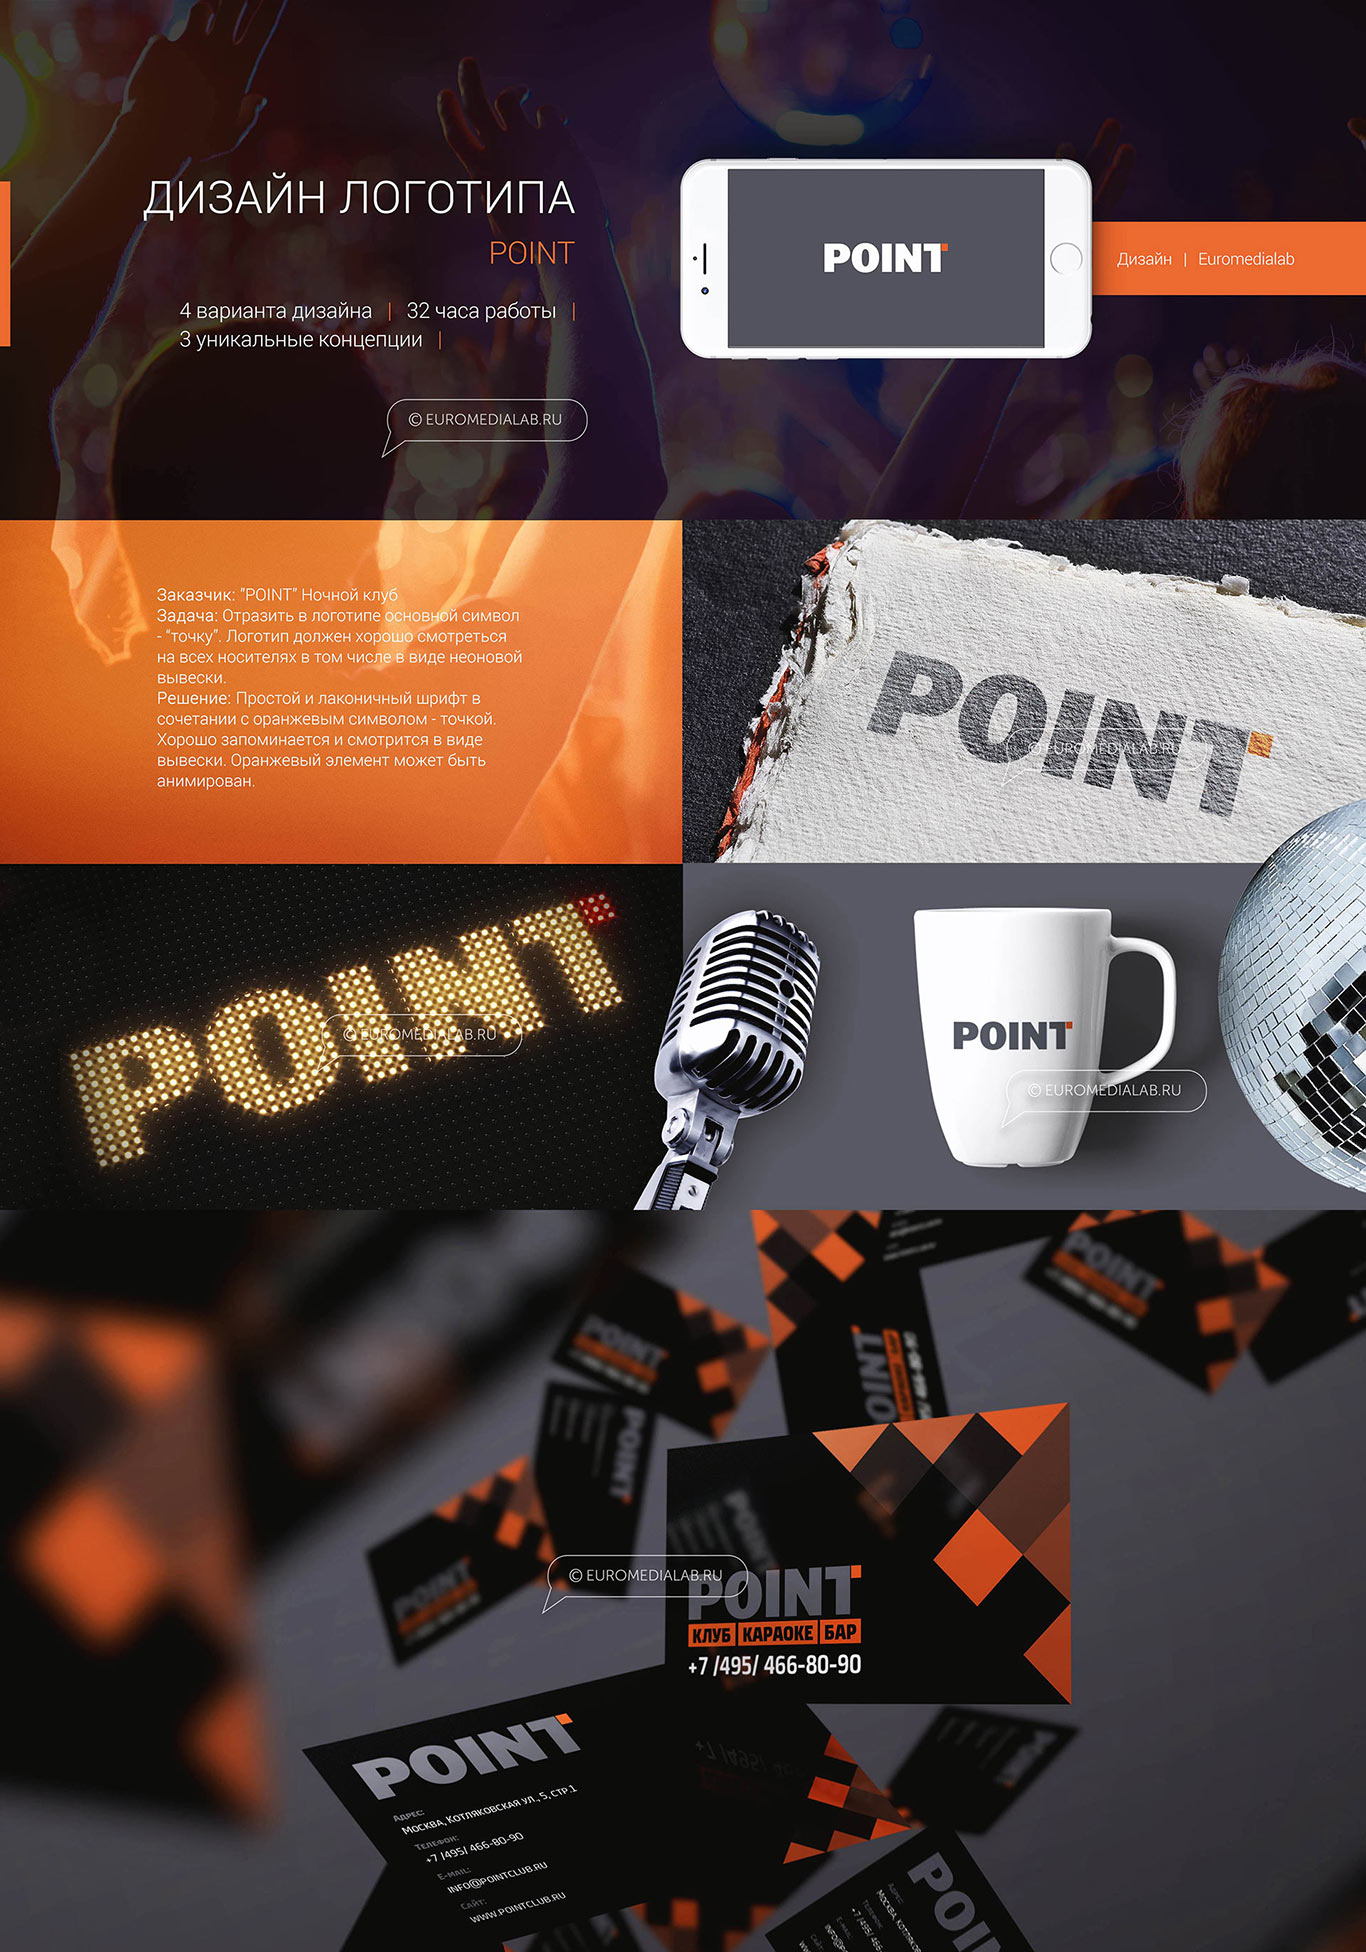 ДИЗАЙН ЛОГОТИПА
POINT
4 варианта дизайна | 32 часа работы |
3 уникальные концепции |
© EUROMEDIALAB.RU
POINT
Дизайн | Euromedialab
Заказчик: "POINT" Ночной клуб
Задача: Отразить в логотипе основной символ
- "точку". Логотип должен хорошо смотреться
на всех носителях в том числе в виде неоновой
вывески.
Решение: Простой и лаконичный шрифт в
сочетании с оранжевым символом - точкой.
Хорошо запоминается и смотрится в виде
вывески. Оранжевый элемент может быть
анимирован.
POINT
© EUROMEDIALAB.RU
POINT
© EUROMEDIALAB.RU
POINT
© EUROMEDIALAB.RU
POINT
POINT
POINT
POINT
POINT
© EUROMEDIALAB.RU
POINT
КЛУБ КАРАОКЕ БАР
+7 /495/ 466-80-90
POINT
Адрес:
Москва, Котляковская ул., 5, стр.1
Телефон:
+7 /495/ 466-80-90
E-mail:
INFO@POINTCLUB.RU
Сайт:
WWW.POINTCLUB.RU